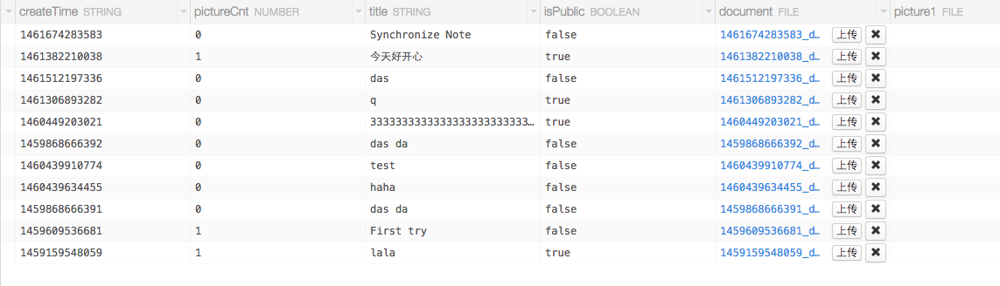 createTime STRING pictureCnt NUMBER title STRING isPublic BOOLEAN document FILE picture1 FILE
1461674283583 0 Synchronize Note false 1461674283583_d… 上传
1461382210038 1 今天好开心 true 1461382210038_d… 上传
1461512197336 0 das false 1461512197336_d… 上传
1461306893282 0 q true 1461306893282_d… 上传
1460449203021 0 3333333333333333333333333… true 1460449203021_d… 上传
1459868666392 0 das da false 1459868666392_d… 上传
1460439910774 0 test false 1460439910774_d… 上传
1460439634455 0 haha false 1460439634455_d… 上传
1459868666391 0 das da false 1459868666391_d… 上传
1459609536681 1 First try false 1459609536681_d… 上传
1459159548059 1 lala true 1459159548059_d… 上传